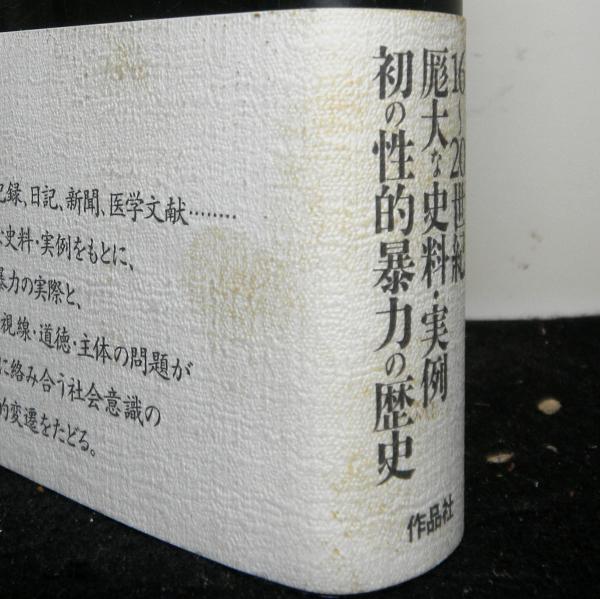 16～20世紀
厖大な史料・実例
初の性的暴力の歴史
作品社
記録、日記、新聞、医学文献………
な史料・実例をもとに、
暴力の実際と、
視線・道徳・主体の問題が
に絡み合う社会意識の
的変遷をたどる。